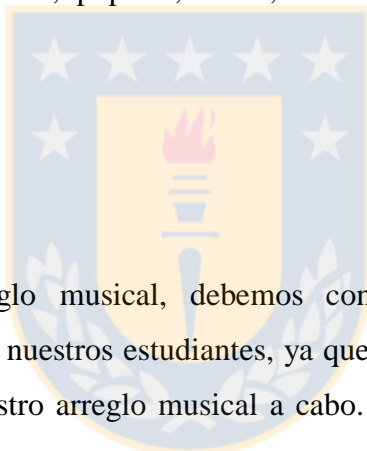 glo musical, debemos con
nuestros estudiantes, ya que
stro arreglo musical a cabo.